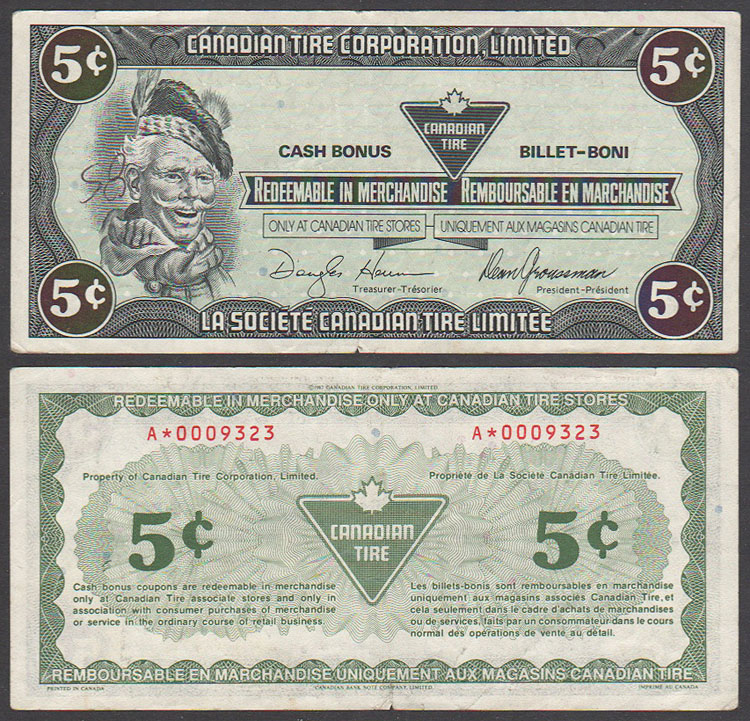 5¢ CANADIAN TIRE CORPORATION, LIMITED 5¢
CANADIAN
TIRE
CASH BONUS BILLET-BONI
REDEEMABLE IN MERCHANDISE REMBOURSABLE EN MARCHANDISE
ONLY AT CANADIAN TIRE STORES - UNIQUEMENT AUX MAGASINS CANADIAN TIRE
Dean Groussman
Treasurer-Trésorier President-Président
5¢ LA SOCIÉTÉ CANADIAN TIRE LIMITÉE 5¢
REDEEMABLE IN MERCHANDISE ONLY AT CANADIAN TIRE STORES
A*0009323 A*0009323
Property of Canadian Tire Corporation, Limited. Propriété de La Société Canadian Tire Limitée.
5¢ CANADIAN 5¢
TIRE
Cash bonus coupons are redeemable in merchandise
only at Canadian Tire associate stores and only in
association with consumer purchases of merchandise
or service in the ordinary course of retail business.
Les billets-bonis sont remboursables en marchandise
uniquement aux magasins associés Canadian Tire, et
cela seulement dans le cadre d'achats de marchandises
ou de services, faits par un consommateur dans le cours
normal des opérations de vente au détail.
REMBOURSABLE EN MARCHANDISE UNIQUEMENT AUX MAGASINS CANADIAN TIRE
PRINTED IN CANADA CANADIAN BANK NOTE COMPANY, LIMITED. IMPRIMÉ AU CANADA